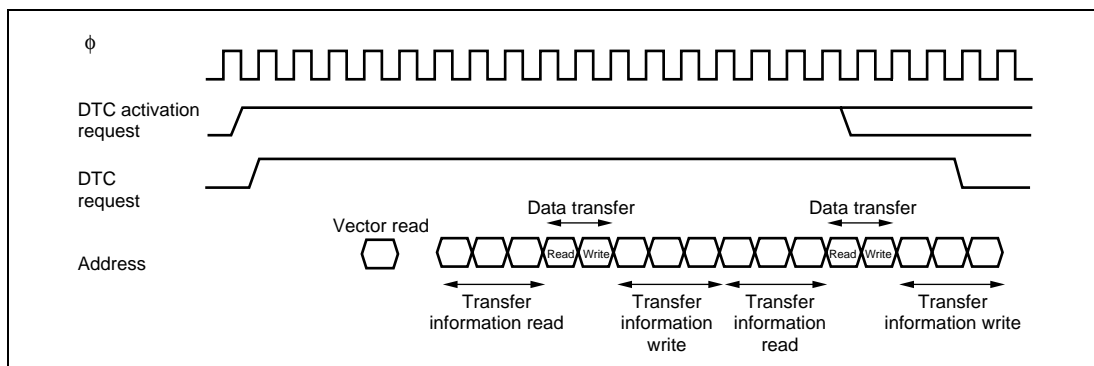 ϕ
DTC activation
request
DTC
request
Data transfer
Data transfer
Vector read
Address
Read
Write
Read
Write
Transfer
information read
Transfer
information
write
Transfer
information
read
Transfer
information write